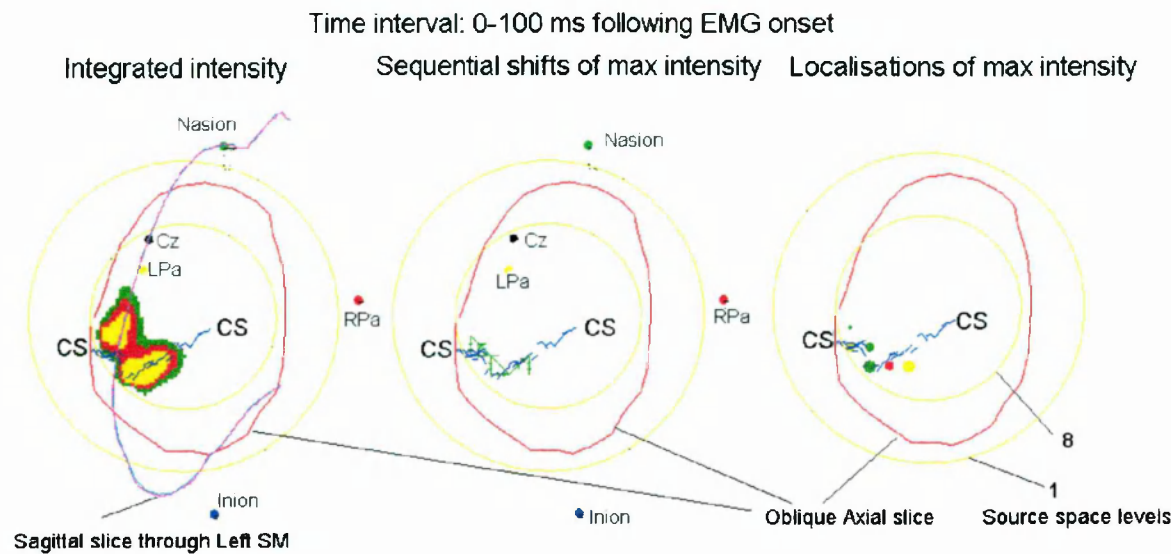 Time interval: 0-100 ms following EMG onset
Integrated intensity
Sequential shifts of max intensity
Localisations of max intensity
Nasion
Cz
LPa
RPa
CS
CS
Inion
Sagittal slice through Left SM
Nasion
Cz
LPa
RPa
CS
CS
Inion
CS
CS
8
1
Oblique Axial slice
Source space levels